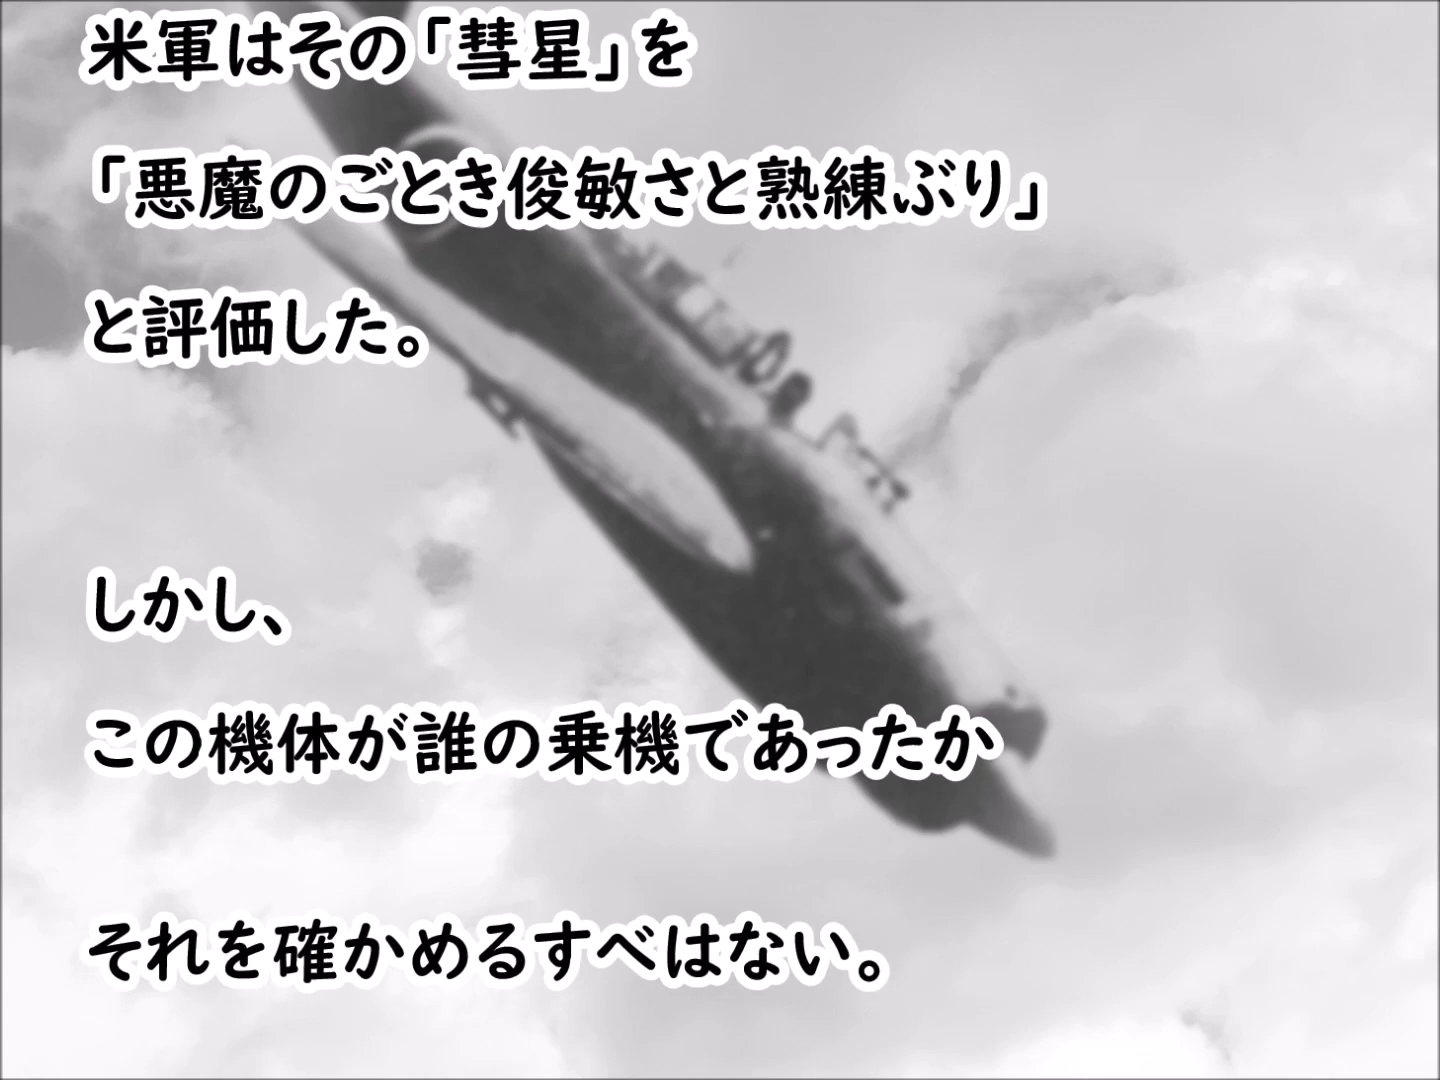 米軍はその「彗星」を
「悪魔のごとき俊敏さと熟練ぶり」
と評価した。
しかし、
この機体が誰の乗機であったか
それを確かめるすべはない。